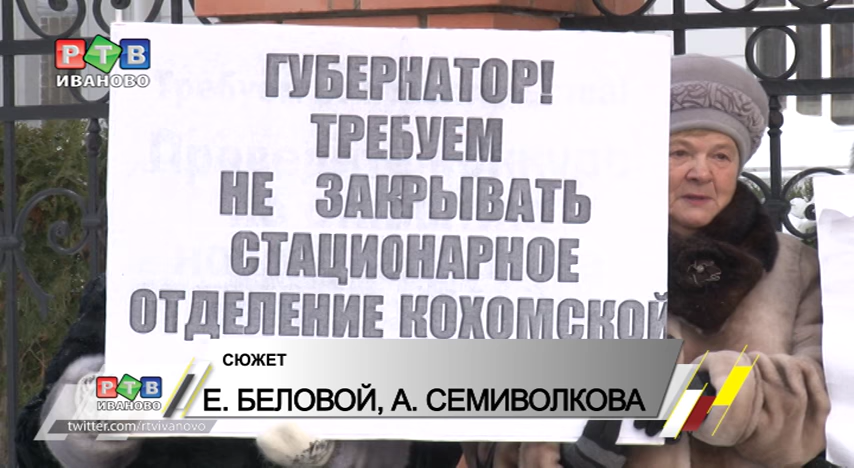 РТВ
ИВАНОВО
ГУБЕРНАТОР!
ТРЕБУЕМ
НЕ ЗАКРЫВАТЬ
СТАЦИОНАРНОЕ
ОТДЕЛЕНИЕ КОХОМСКОЙ
СЮЖЕТ
Е. БЕЛОВОЙ, А. СЕМИВОЛКОВА
РТВ
ИВАНОВО
twitter.com/rtvivanovo